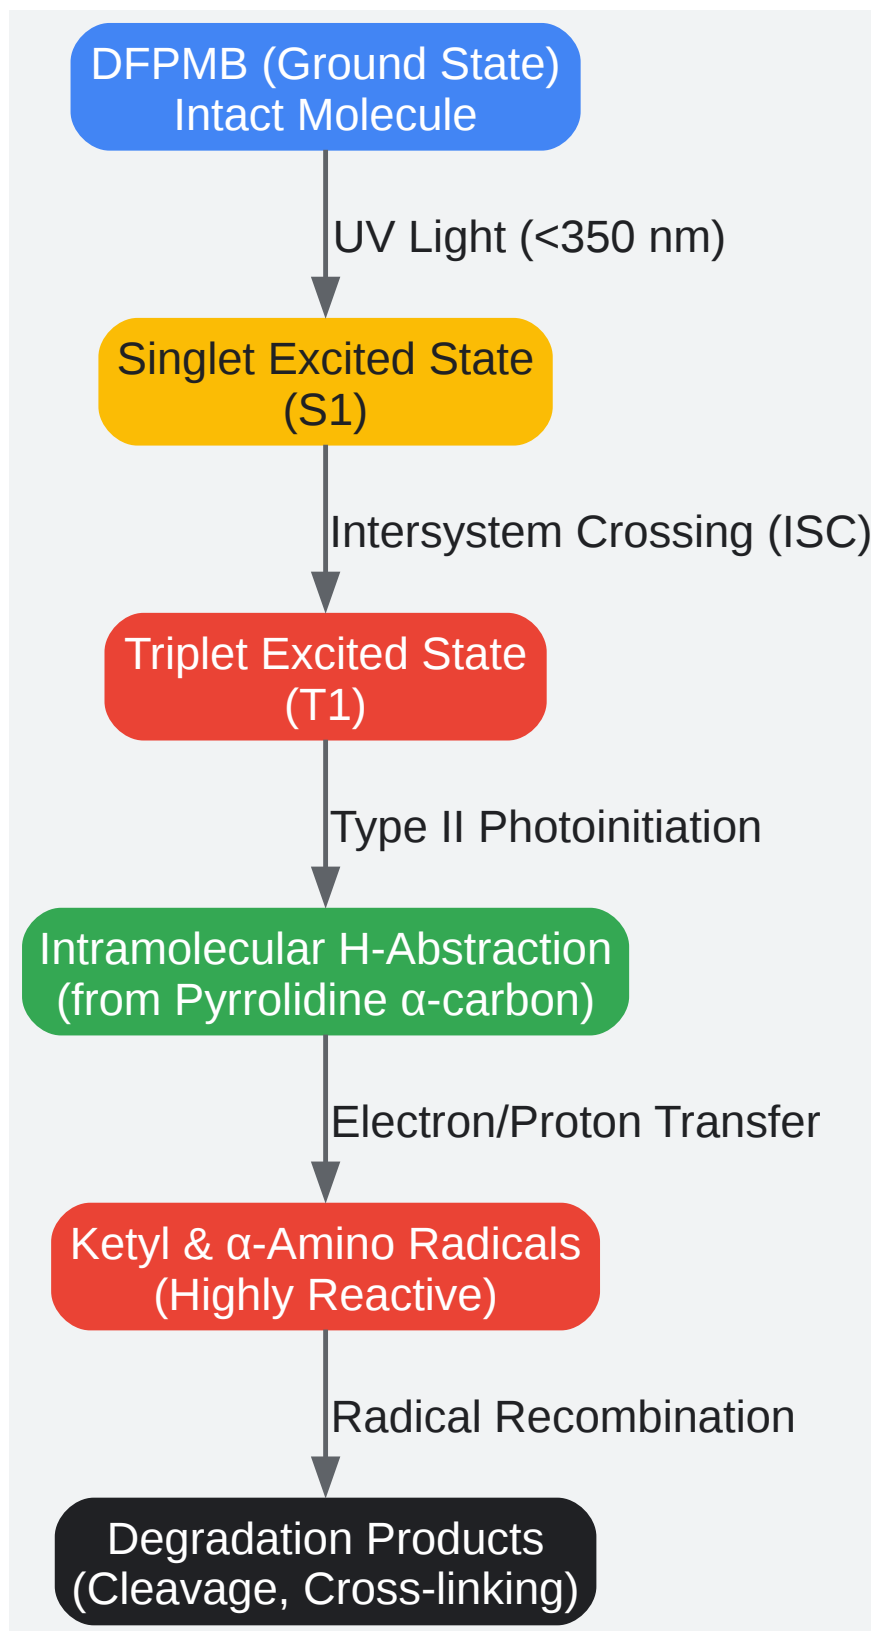 DFPMB (Ground State)
Intact Molecule
UV Light (<350 nm)
Singlet Excited State
(S1)
Intersystem Crossing (ISC)
Triplet Excited State
(T1)
Type II Photoinitiation
Intramolecular H-Abstraction
(from Pyrrolidine α-carbon)
Electron/Proton Transfer
Ketyl & α-Amino Radicals
(Highly Reactive)
Radical Recombination
Degradation Products
(Cleavage, Cross-linking)